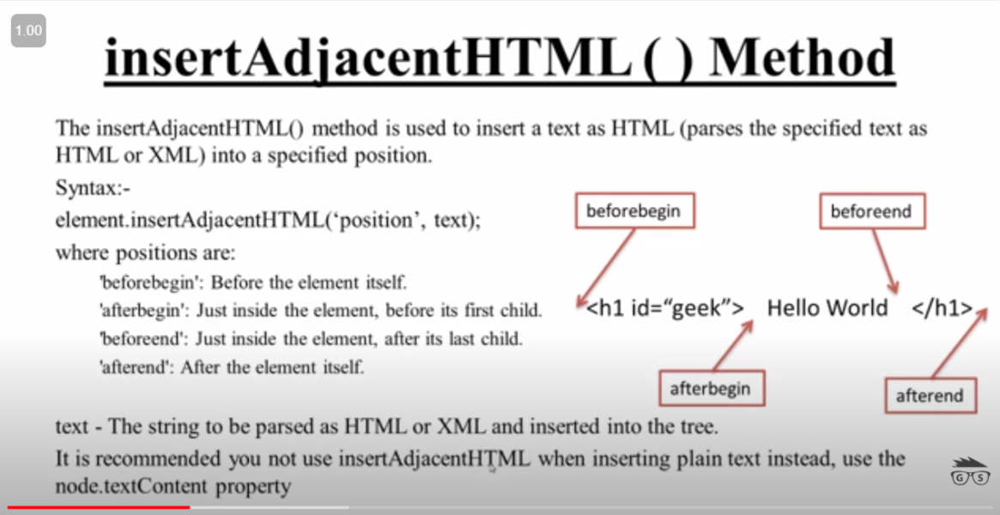 1.00
insertAdjacentHTML ( ) Method
The insertAdjacentHTML() method is used to insert a text as HTML (parses the specified text as
HTML or XML) into a specified position.
Syntax:-
element.insertAdjacentHTML(‘position’, text);
where positions are:
'beforebegin': Before the element itself.
'afterbegin': Just inside the element, before its first child.
'beforeend': Just inside the element, after its last child.
'afterend': After the element itself.
beforebegin
beforeend
<h1 id=“geek”> Hello World </h1>
afterbegin
afterend
text - The string to be parsed as HTML or XML and inserted into the tree.
It is recommended you not use insertAdjacentHTML when inserting plain text instead, use the
node.textContent property
G S